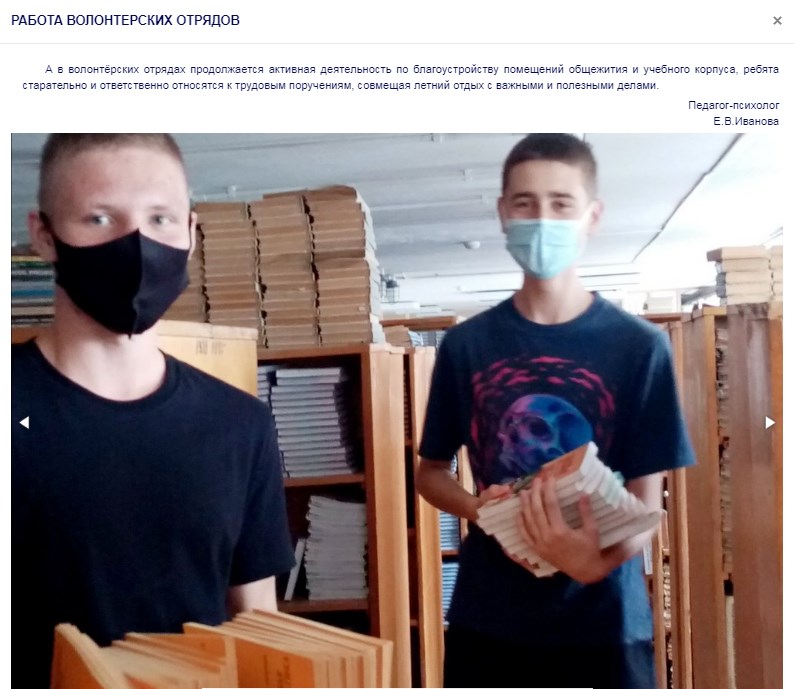 РАБОТА ВОЛОНТЕРСКИХ ОТРЯДОВ
×
А в волонтёрских отрядах продолжается активная деятельность по благоустройству помещений общежития и учебного корпуса, ребята
старательно и ответственно относятся к трудовым поручениям, совмещая летний отдых с важными и полезными делами.
Педагог-психолог
Е.В.Иванова